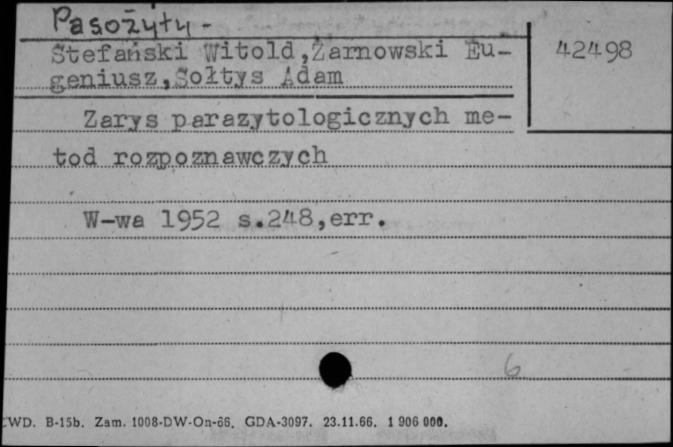 Pasożyty-
Stefański Witold,Żarnowski Eu- 42498
geniusz,Sołtys Adam
Zarys parazytologicznych me-
tod rozpoznawczych
W-wa 1952 s.248,err.
6
CWD. B-15b. Zam. 1008-DW-On-66. GDA-3097. 23.11.66. 1 906 000.